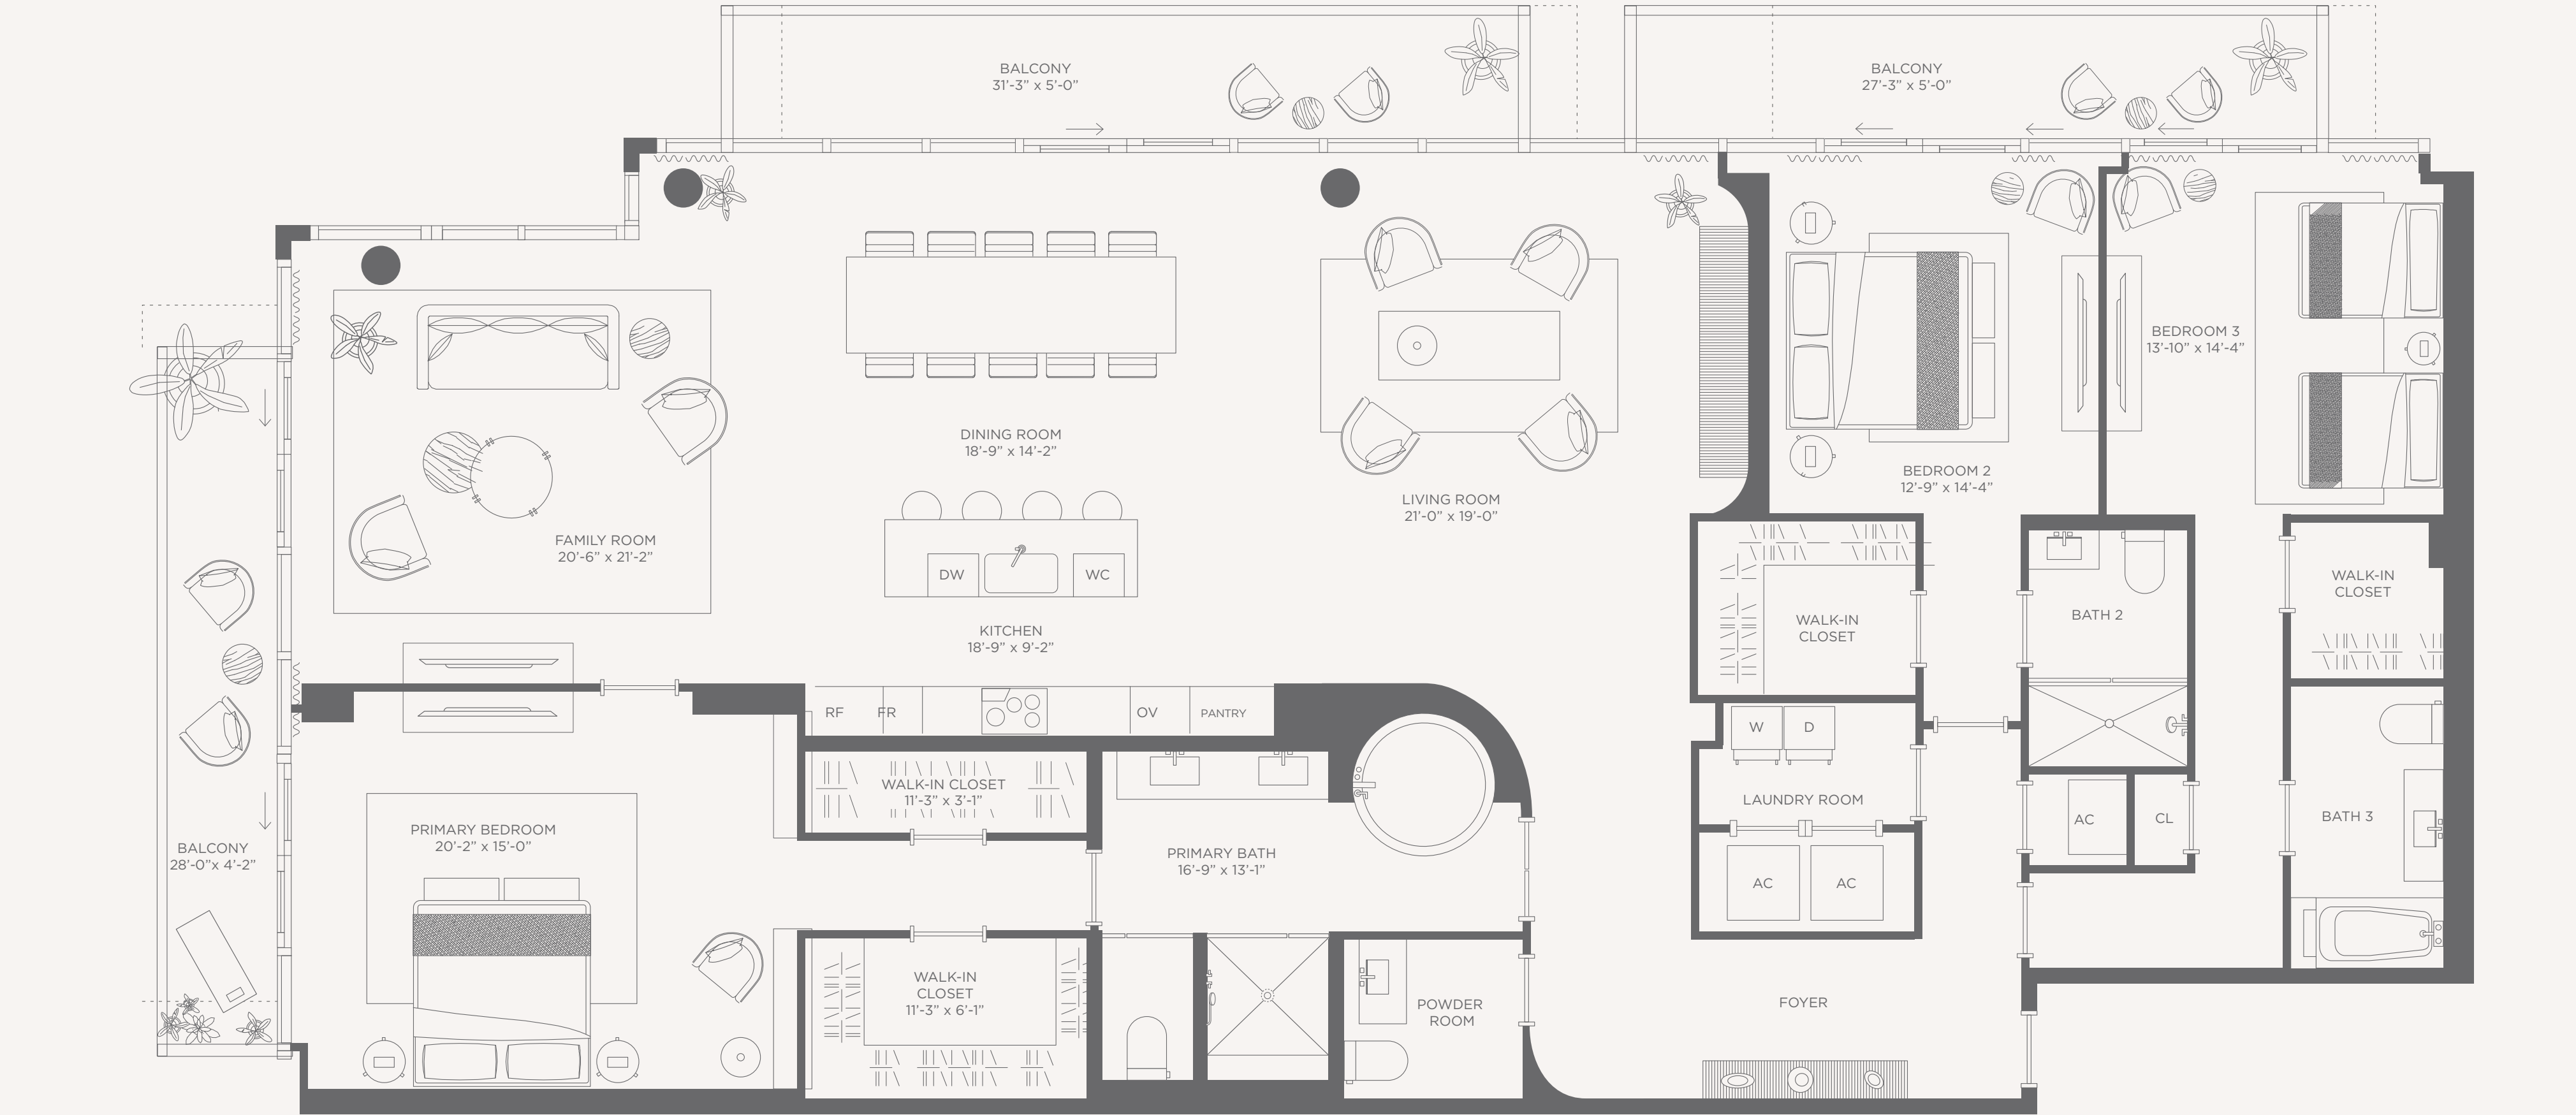 BALCONY
31'-3" x 5'-0"
BALCONY
27'-3" x 5'-0"
BEDROOM 3
13'-10" x 14'-4"
DINING ROOM
18'-9" x 14'-2"
BEDROOM 2
12'-9" x 14'-4"
LIVING ROOM
21'-0" x 19'-0"
FAMILY ROOM
20'-6" x 21'-2"
DW
WC
WALK-IN
CLOSET
BATH 2
WALK-IN
CLOSET
KITCHEN
18'-9" x 9'-2"
RF
FR
OV
PANTRY
W
D
WALK-IN CLOSET
11'-3" x 3'-1"
LAUNDRY ROOM
AC
CL
BATH 3
PRIMARY BEDROOM
20'-2" x 15'-0"
BALCONY
28'-0"x 4'-2"
PRIMARY BATH
16'-9" x 13'-1"
AC
AC
WALK-IN
CLOSET
11'-3" x 6'-1"
POWDER
ROOM
FOYER